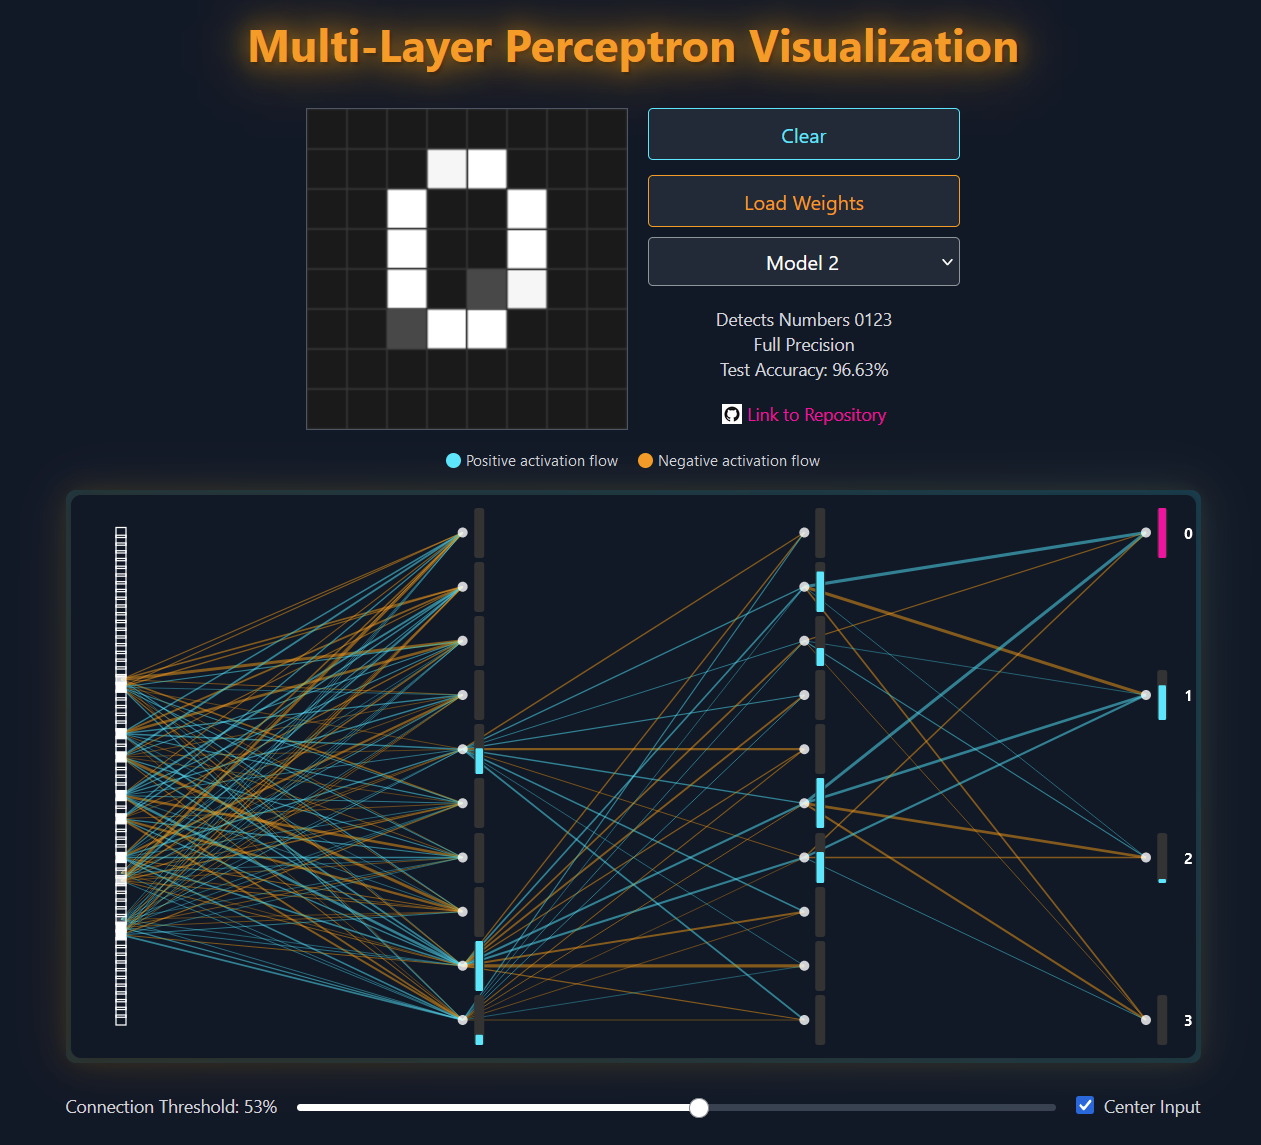 Multi-Layer Perceptron Visualization
Clear
Load Weights
Model 2
Detects Numbers 0123
Full Precision
Test Accuracy: 96.63%
Link to Repository
Positive activation flow
Negative activation flow
0
1
2
3
Connection Threshold: 53%
Center Input